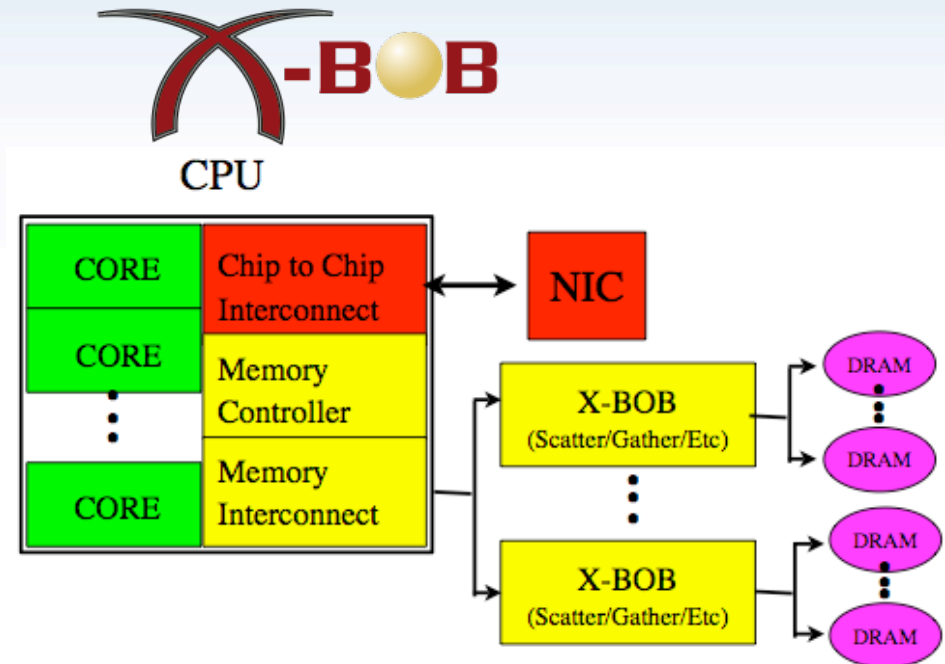 X-BOB
CPU
CORE
CORE
CORE
Chip to Chip
Interconnect
Memory
Controller
Memory
Interconnect
NIC
X-BOB
(Scatter/Gather/Etc)
X-BOB
(Scatter/Gather/Etc)
DRAM
DRAM
DRAM
DRAM